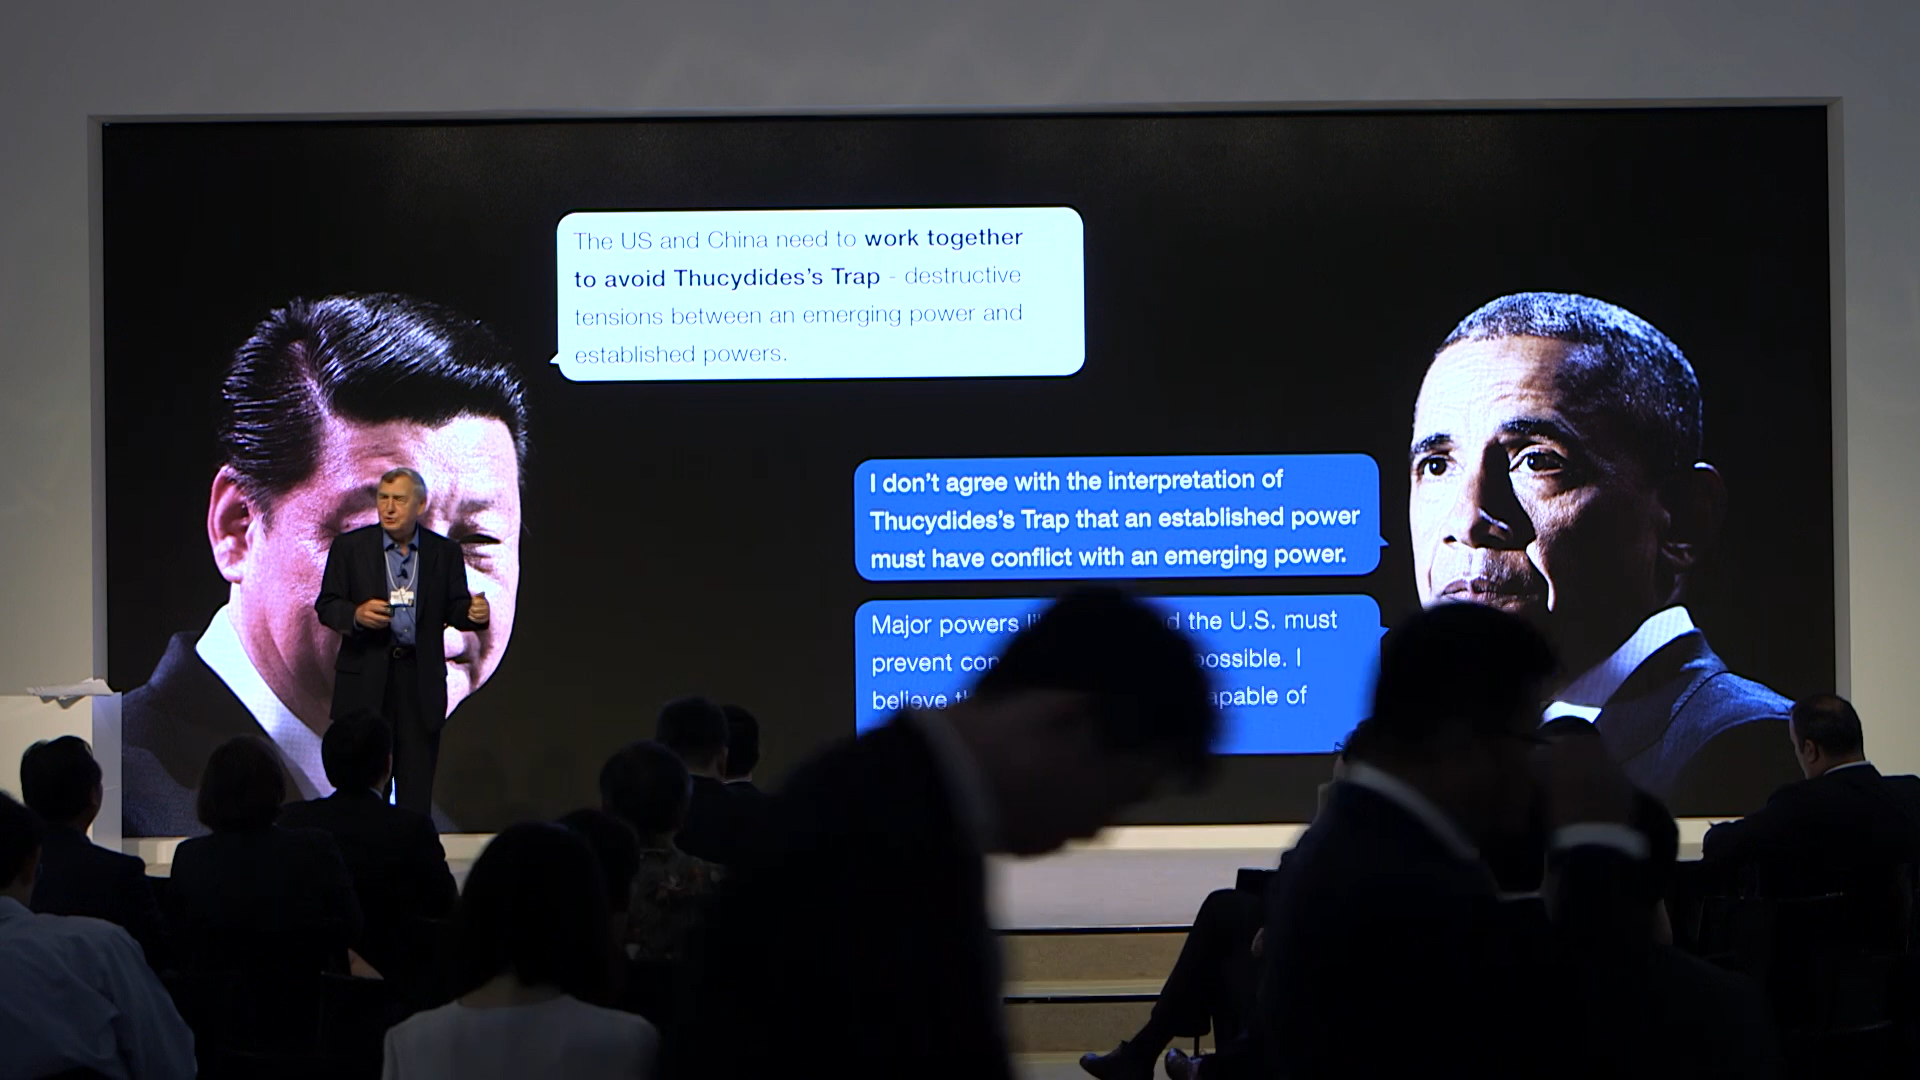 The US and China need to work together
to avoid Thucydides's Trap - destructive
tensions between an emerging power and
established powers.
I don't agree with the interpretation of
Thucydides's Trap that an established power
must have conflict with an emerging power.
Major powers the U.S. must
prevent possible. I
believe of